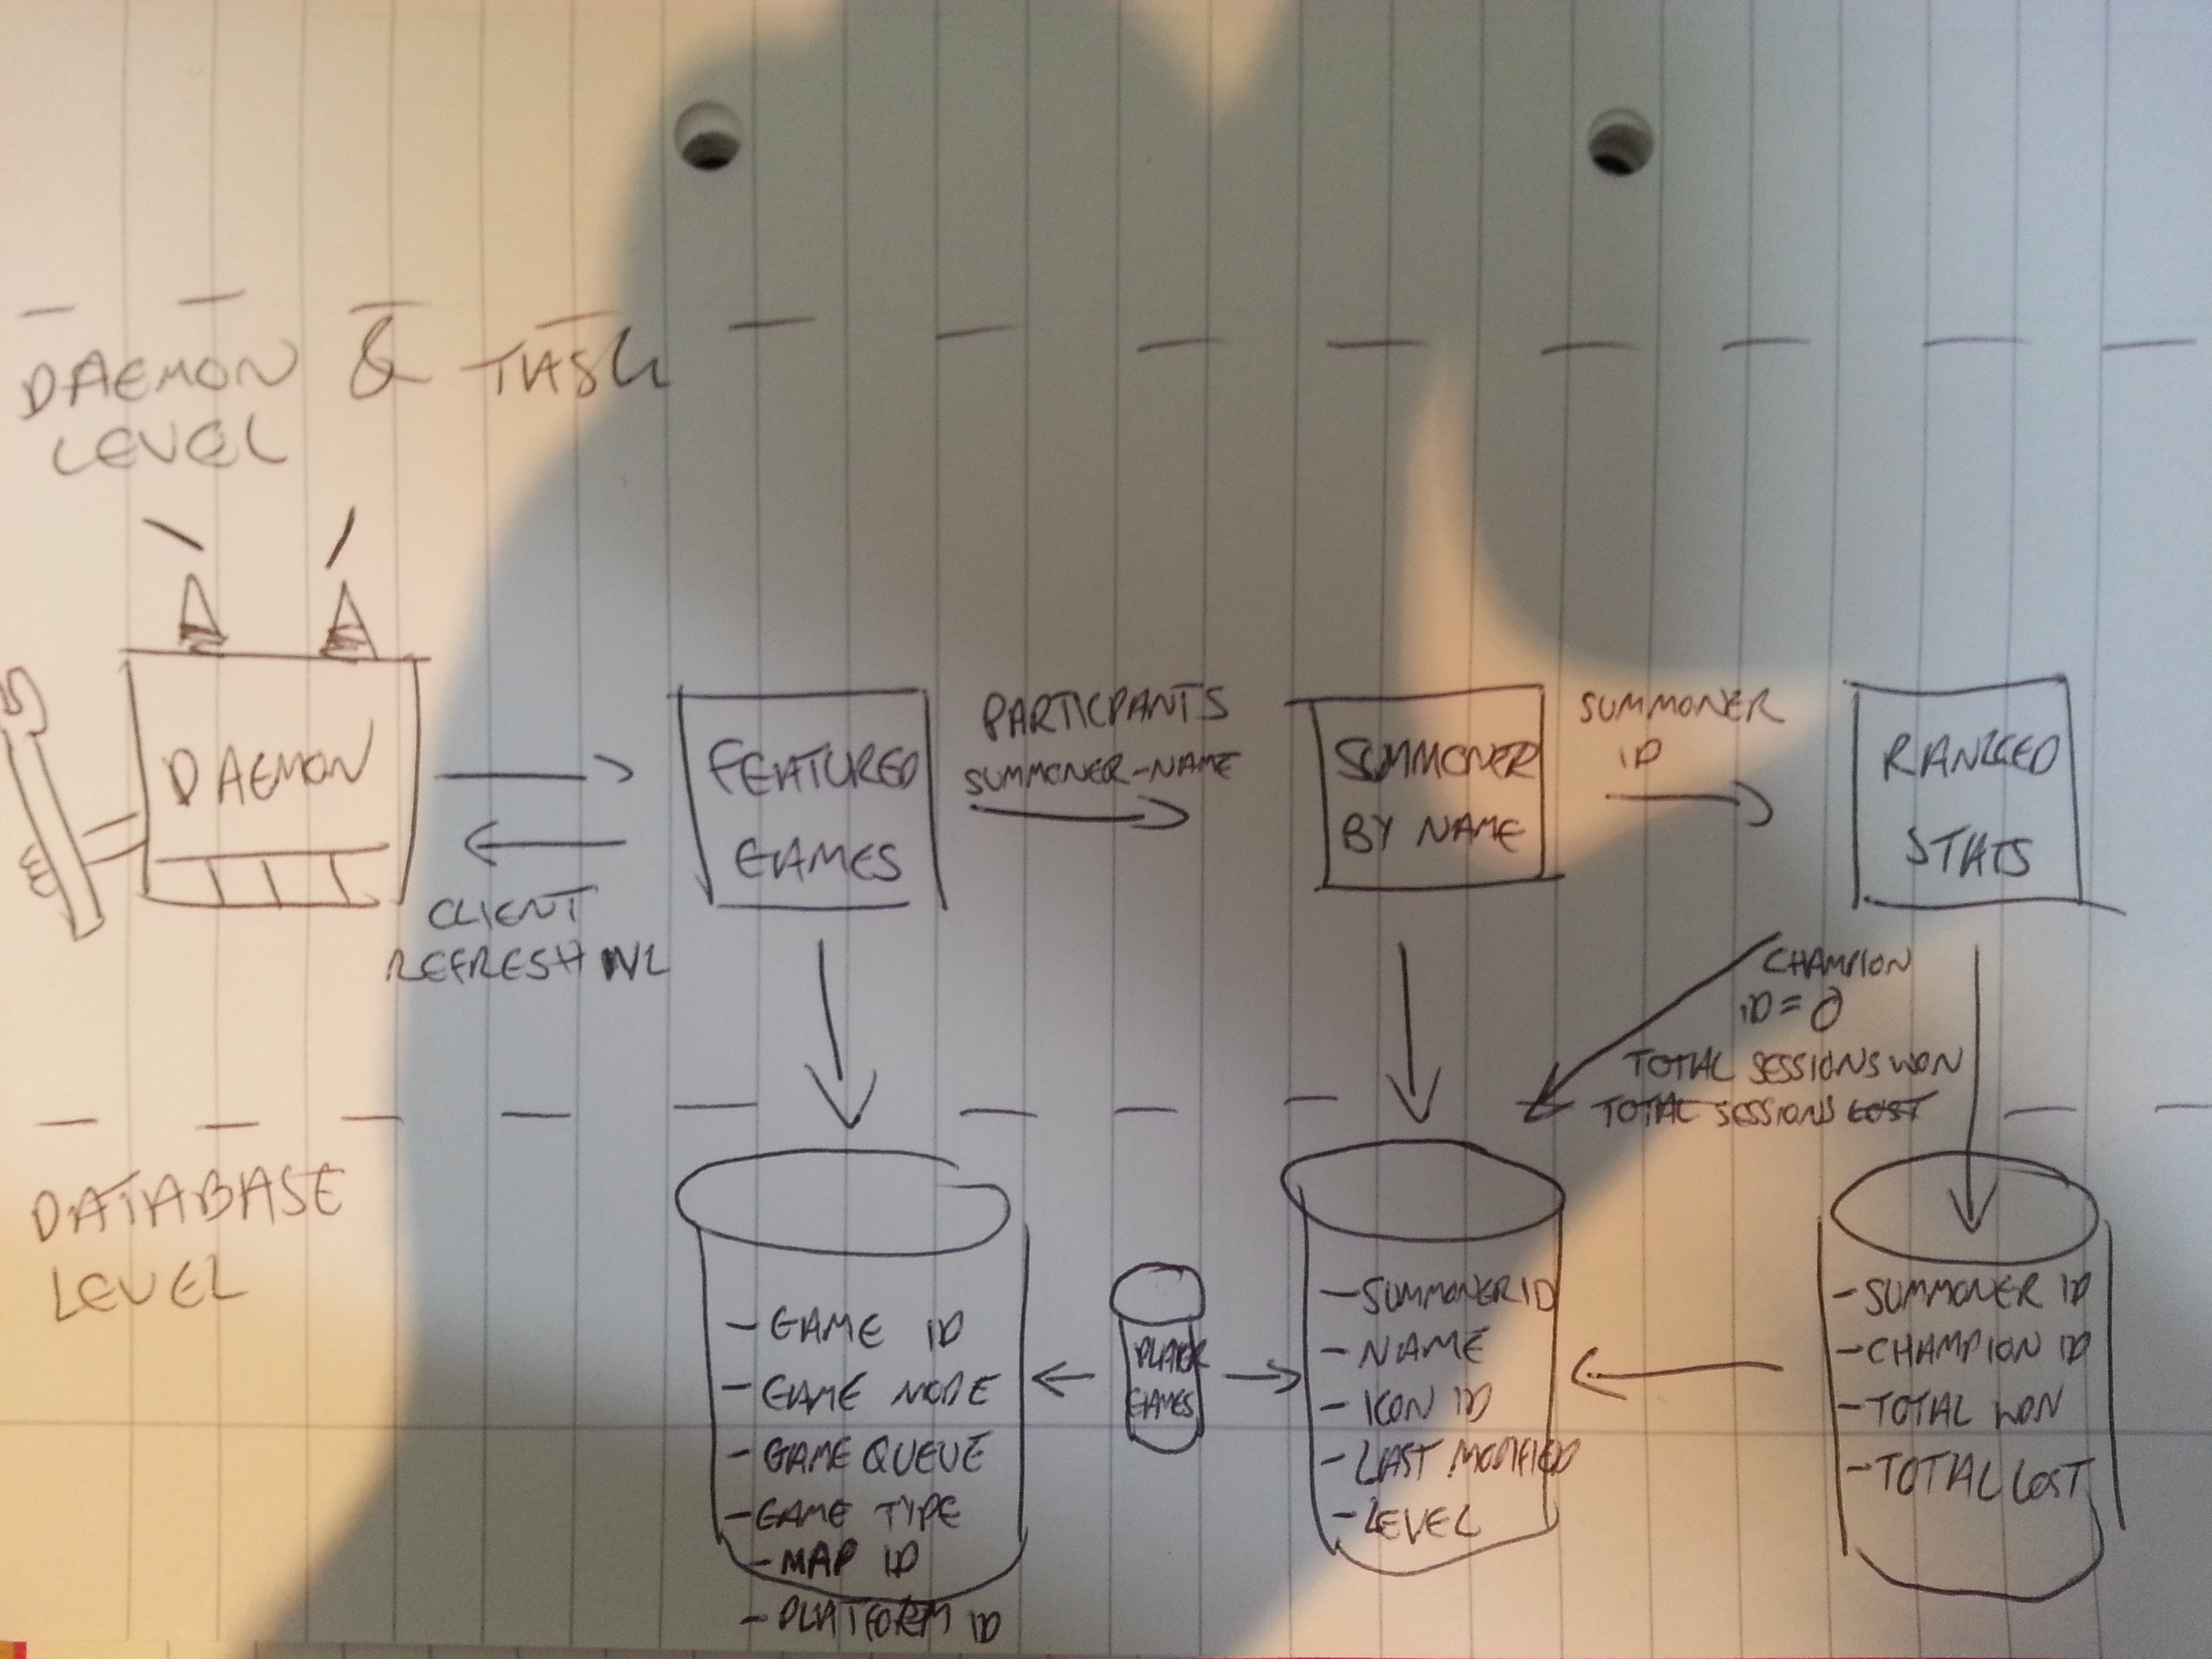 DAEMON & TASK
LEVEL
DAEMON
CLIENT
REFRESH
FEATURED
GAMES
PARTICPANTS
SUMMONER-NAME
SUMMONER
BY NAME
SUMMONER
ID
RANKED
STATS
CHAMPION
ID = 0
TOTAL SESSIONS WON
TOTAL SESSIONS LOST
DATABASE
LEVEL
- GAME ID
- GAME MODE
- GAME QUEUE
- GAME TYPE
- MAP ID
- PLATFORM ID
PLAYER
GAMES
- SUMMONER ID
- NAME
- ICON ID
- LAST MODIFIED
- LEVEL
- SUMMONER ID
- CHAMPION ID
- TOTAL WON
- TOTAL LOST